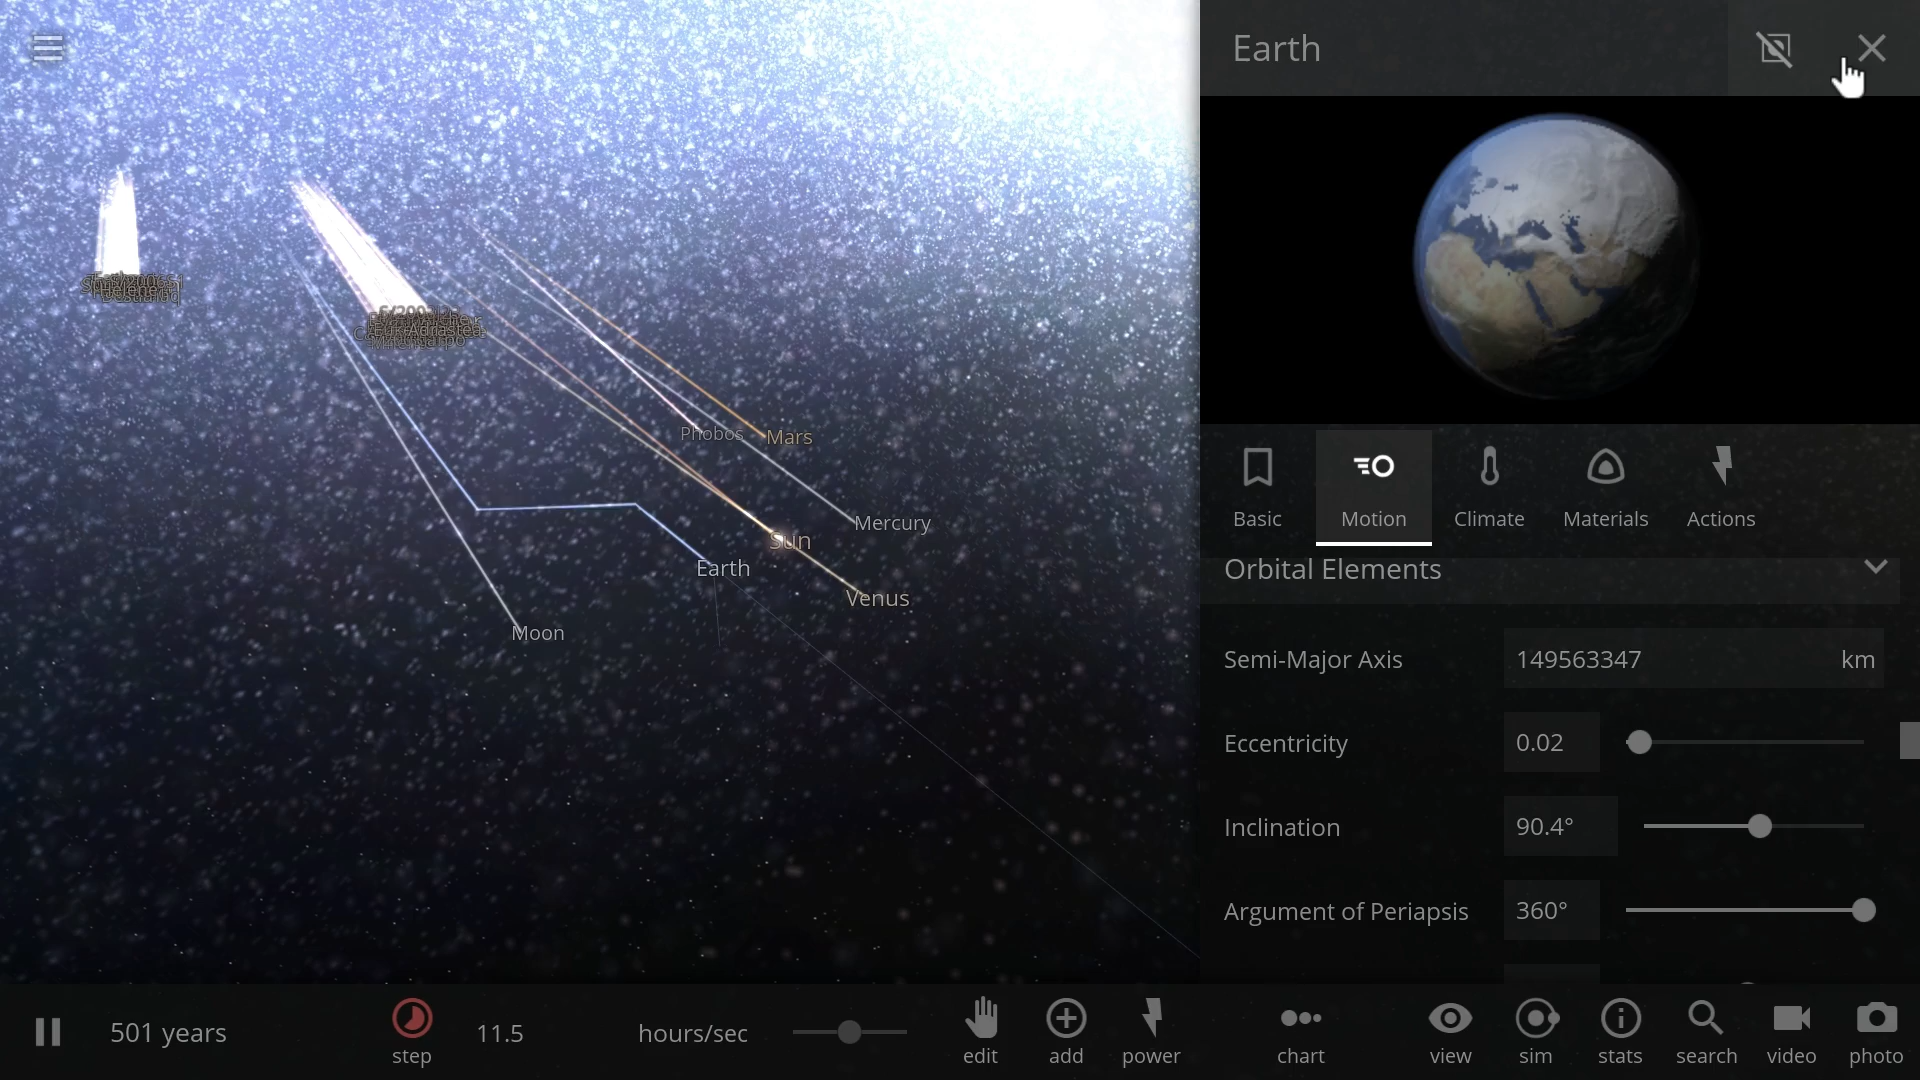 Earth
Phobos
Mars
Mercury
Sun
Earth
Venus
Moon
Basic
Motion
Climate
Materials
Actions
Orbital Elements
Semi-Major Axis
149563347
km
Eccentricity
0.02
Inclination
90.4°
Argument of Periapsis
360°
501 years
step
11.5
hours/sec
edit
add
power
chart
view
sim
stats
search
video
photo